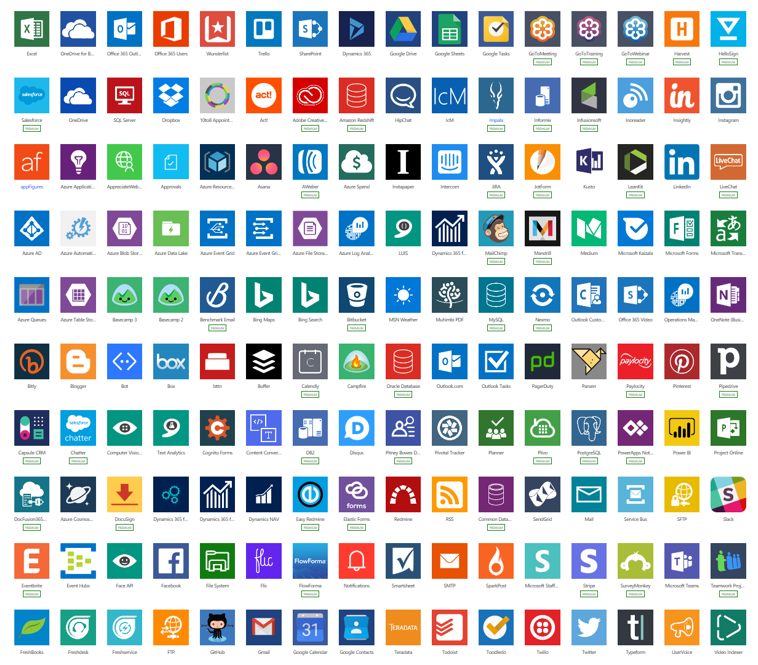 Excel OneDrive for B... Office 365 Outl... Office 365 Users Wunderlist Trello SharePoint Dynamics 365 Google Drive Google Sheets Google Tasks GoToMeeting GoToTraining GoToWebinar Harvest HelloSign
PREMIUM PREMIUM PREMIUM PREMIUM PREMIUM
Salesforce OneDrive SQL Server Dropbox 10to8 Appoint... Act! Adobe Creative... Amazon Redshift HipChat IcM Impala Informix Infusionsoft Inoreader Insightly Instagram
appFigures Azure Applicati... AppreciateWeb... Approvals Azure Resource... Asana AWeber Azure Spend Instapaper Intercom JIRA JotForm Kusto LeanKit LinkedIn LiveChat
Azure AD Azure Automati... Azure Blob Stor... Azure Data Lake Azure Event Grid Azure Event Gri... Azure File Stora... Azure Log Analy... LUIS Dynamics 365 f... MailChimp Mandrill Medium Microsoft Kaizala Microsoft Forms Microsoft Trans...
Azure Queues Azure Table Sto... Basecamp 3 Basecamp 2 Benchmark Email Bing Maps Bing Search Bitbucket MSN Weather Muhimbi PDF MySQL Nexmo Outlook Custo... Office 365 Video Operations Ma... OneNote (Busi...
Bitly Blogger Bot Box bttn Buffer Calendly Campfire Oracle Database Outlook.com Outlook Tasks PagerDuty Parserr Paylocity Pinterest Pipedrive
Capsule CRM Chatter Computer Visio... Text Analytics Cognito Forms Content Conver... DB2 Disqus Pitney Bowes D... Pivotal Tracker Planner Plivo PostgreSQL PowerApps Not... Power BI Project Online
DocFusion365... Azure Cosmos... DocuSign Dynamics 365 f... Dynamics 365 f... Dynamics NAV Easy Redmine Elastic Forms Redmine RSS Common Data... SendGrid Mail Service Bus SFTP Slack
Eventbrite Event Hubs Face API Facebook File System Flic FlowForma Notifications Smartsheet SMTP SparkPost Microsoft Staff... Stripe SurveyMonkey Microsoft Teams Teamwork Proj...
FreshBooks Freshdesk Freshservice FTP GitHub Gmail Google Calendar Google Contacts Teradata Todoist Toodledo Twilio Twitter Typeform UserVoice Video Indexer